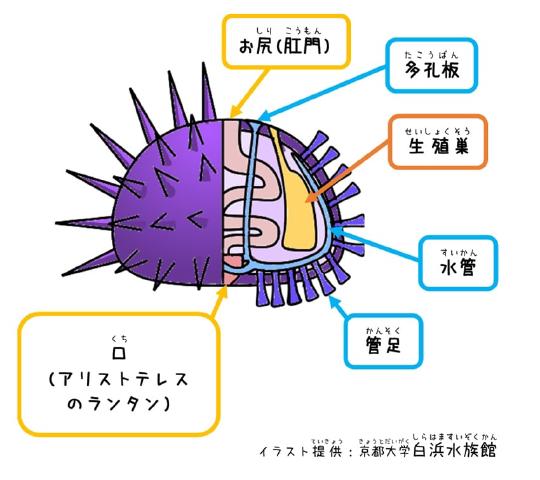 しり こうもん
お尻(肛門)
たこうばん
多孔板
せいしょくそう
生殖巣
すいかん
水管
かんそく
管足
くち
口
(アリストテレス
のランタン)
ていきょう きょうとだいがくしらはますいぞくかん
イラスト提供:京都大学白浜水族館